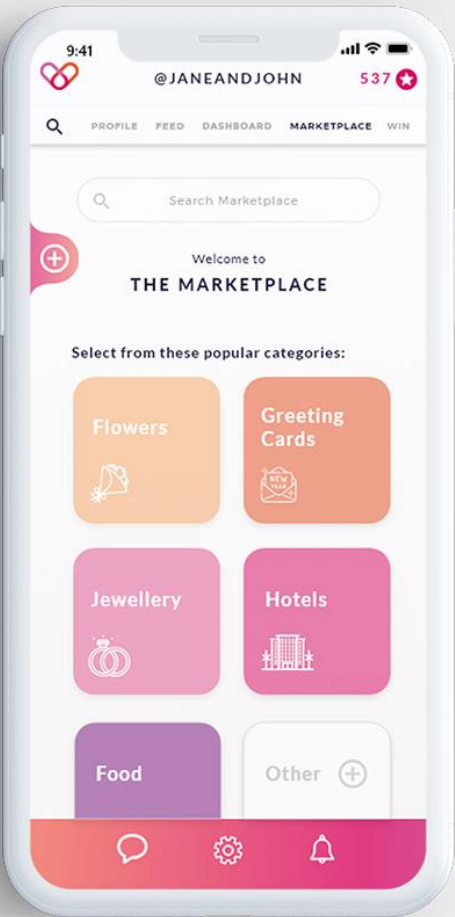 9:41
@JANEANDJOHN
537
PROFILE FEED DASHBOARD MARKETPLACE WIN
Search Marketplace
Welcome to
THE MARKETPLACE
Select from these popular categories:
Flowers
Greeting
Cards
NEW
YEAR
Jewellery
Hotels
Food
Other